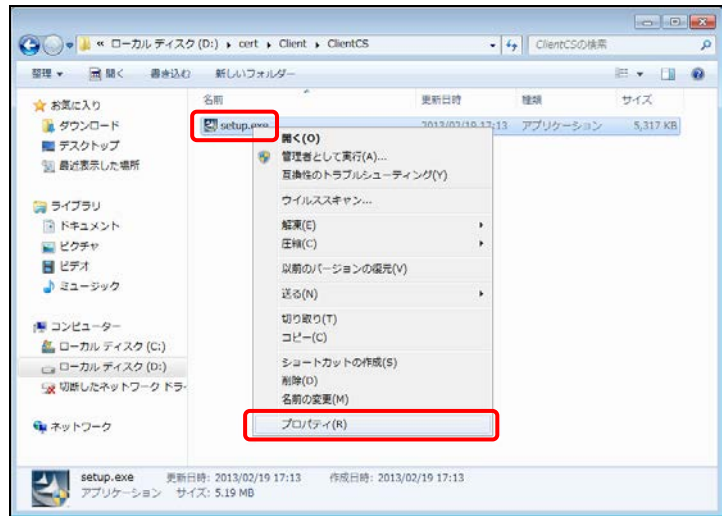 « ローカル ディスク (D:) ▸ cert ▸ Client ▸ ClientCS
ClientCSの検索
整理 ▼ 開く 書き込む 新しいフォルダー
名前 更新日時 種類 サイズ
setup.exe 2013/02/19 17:13 アプリケーション 5,317 KB
お気に入り
ダウンロード
デスクトップ
最近表示した場所
ライブラリ
ドキュメント
ピクチャ
ビデオ
ミュージック
コンピューター
ローカル ディスク (C:)
ローカル ディスク (D:)
切断したネットワーク ドラ-
ネットワーク
開く(O)
管理者として実行(A)...
互換性のトラブルシューティング(Y)
ウイルススキャン...
解凍(E)
圧縮(C)
以前のバージョンの復元(V)
送る(N)
切り取り(T)
コピー(C)
ショートカットの作成(S)
削除(D)
名前の変更(M)
プロパティ(R)
setup.exe 更新日時: 2013/02/19 17:13 作成日時: 2013/02/19 17:13
アプリケーション サイズ: 5.19 MB